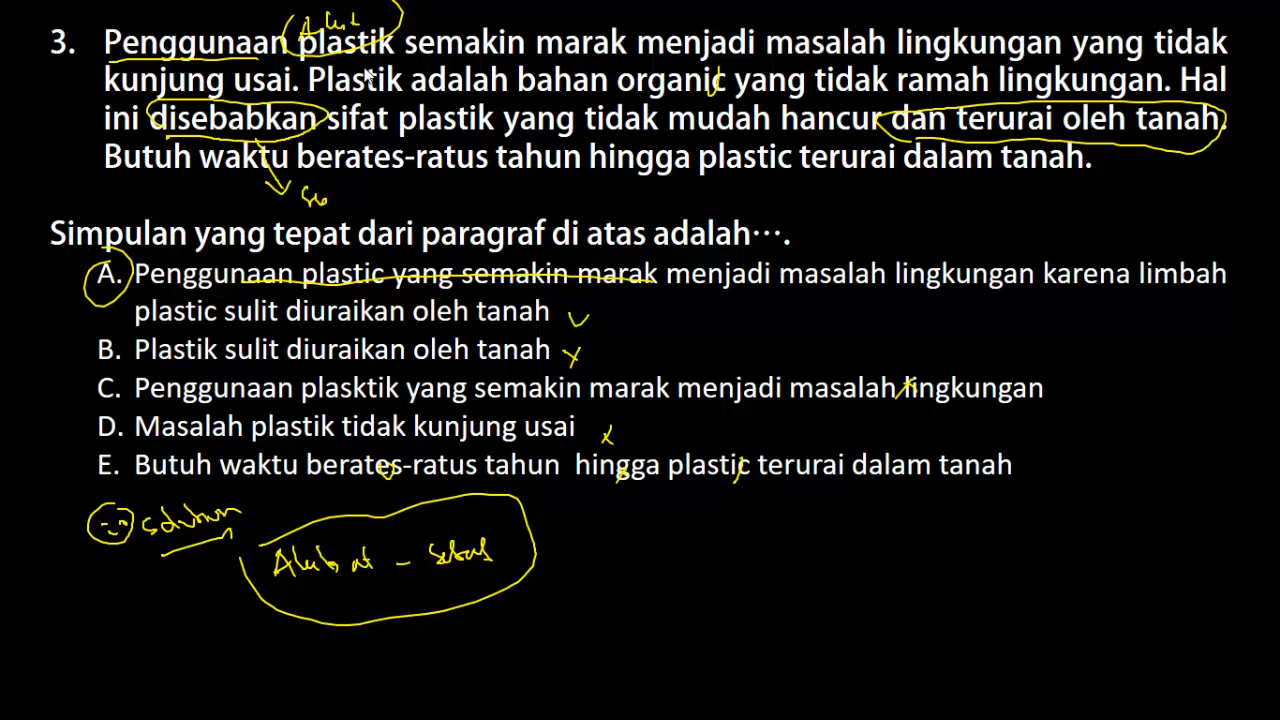 Akibat
3. Penggunaan plastik semakin marak menjadi masalah lingkungan yang tidak
kunjung usai. Plastik adalah bahan organic yang tidak ramah lingkungan. Hal
ini disebabkan sifat plastik yang tidak mudah hancur dan terurai oleh tanah.
Butuh waktu berates-ratus tahun hingga plastic terurai dalam tanah.
Simpulan yang tepat dari paragraf di atas adalah….
A. Penggunaan plastic yang semakin marak menjadi masalah lingkungan karena limbah
plastic sulit diuraikan oleh tanah
B. Plastik sulit diuraikan oleh tanah
C. Penggunaan plasktik yang semakin marak menjadi masalah lingkungan
D. Masalah plastik tidak kunjung usai
E. Butuh waktu berates-ratus tahun hingga plastic terurai dalam tanah
Akibat - sebab